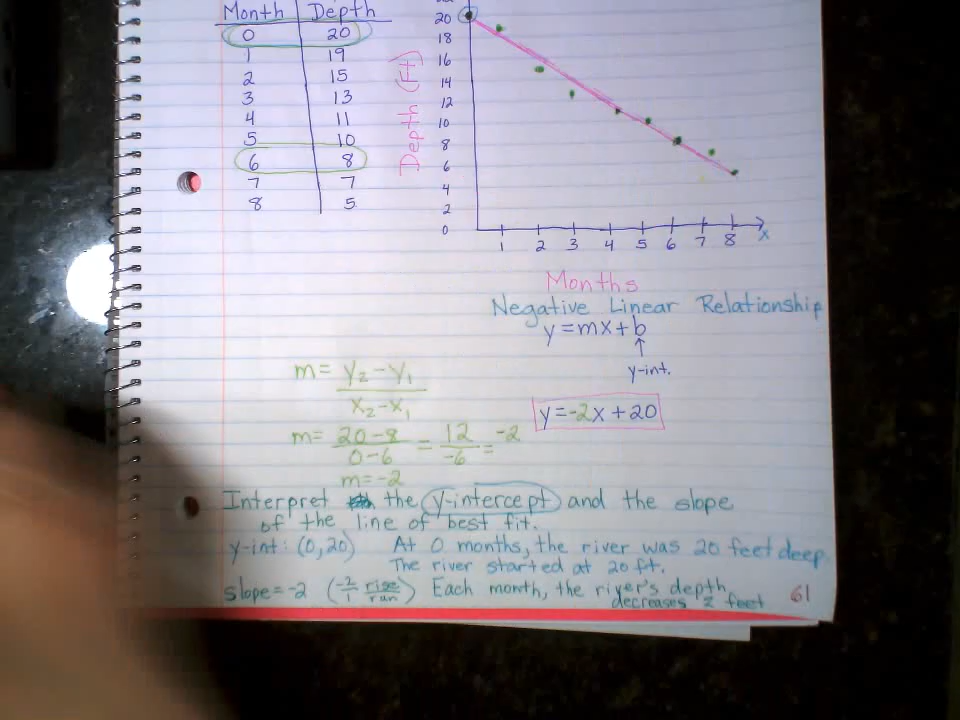 Month Depth
0 20
1 19
2 15
3 13
4 11
5 10
6 8
7 7
8 5
Depth (ft)
20
18
16
14
12
10
8
6
4
2
0
1 2 3 4 5 6 7 8 x
Months
Negative Linear Relationship
y=mx+b
↑
y-int.
m= y₂-y₁
x₂-x₁
y=-2x+20
m= 20-8 = 12 = -2
0-6 -6
m=-2
Interpret the y-intercept and the slope
of the line of best fit.
y-int: (0,20) At 0 months, the river was 20 feet deep.
The river started at 20 ft.
slope=-2 (-2/1 rise/run) Each month, the river's depth
decreases 2 feet
61